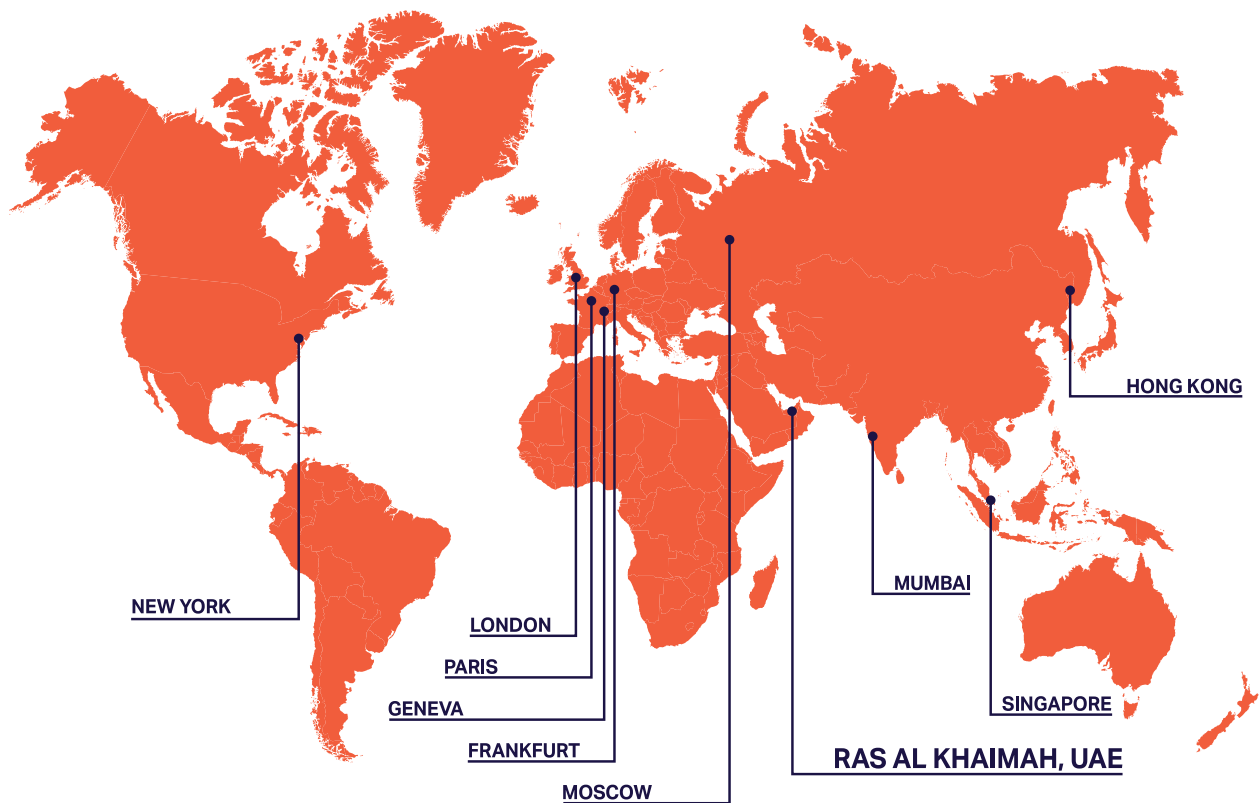 HONG KONG
MUMBAI
NEW YORK
LONDON
PARIS
SINGAPORE
GENEVA
FRANKFURT
RAS AL KHAIMAH, UAE
MOSCOW